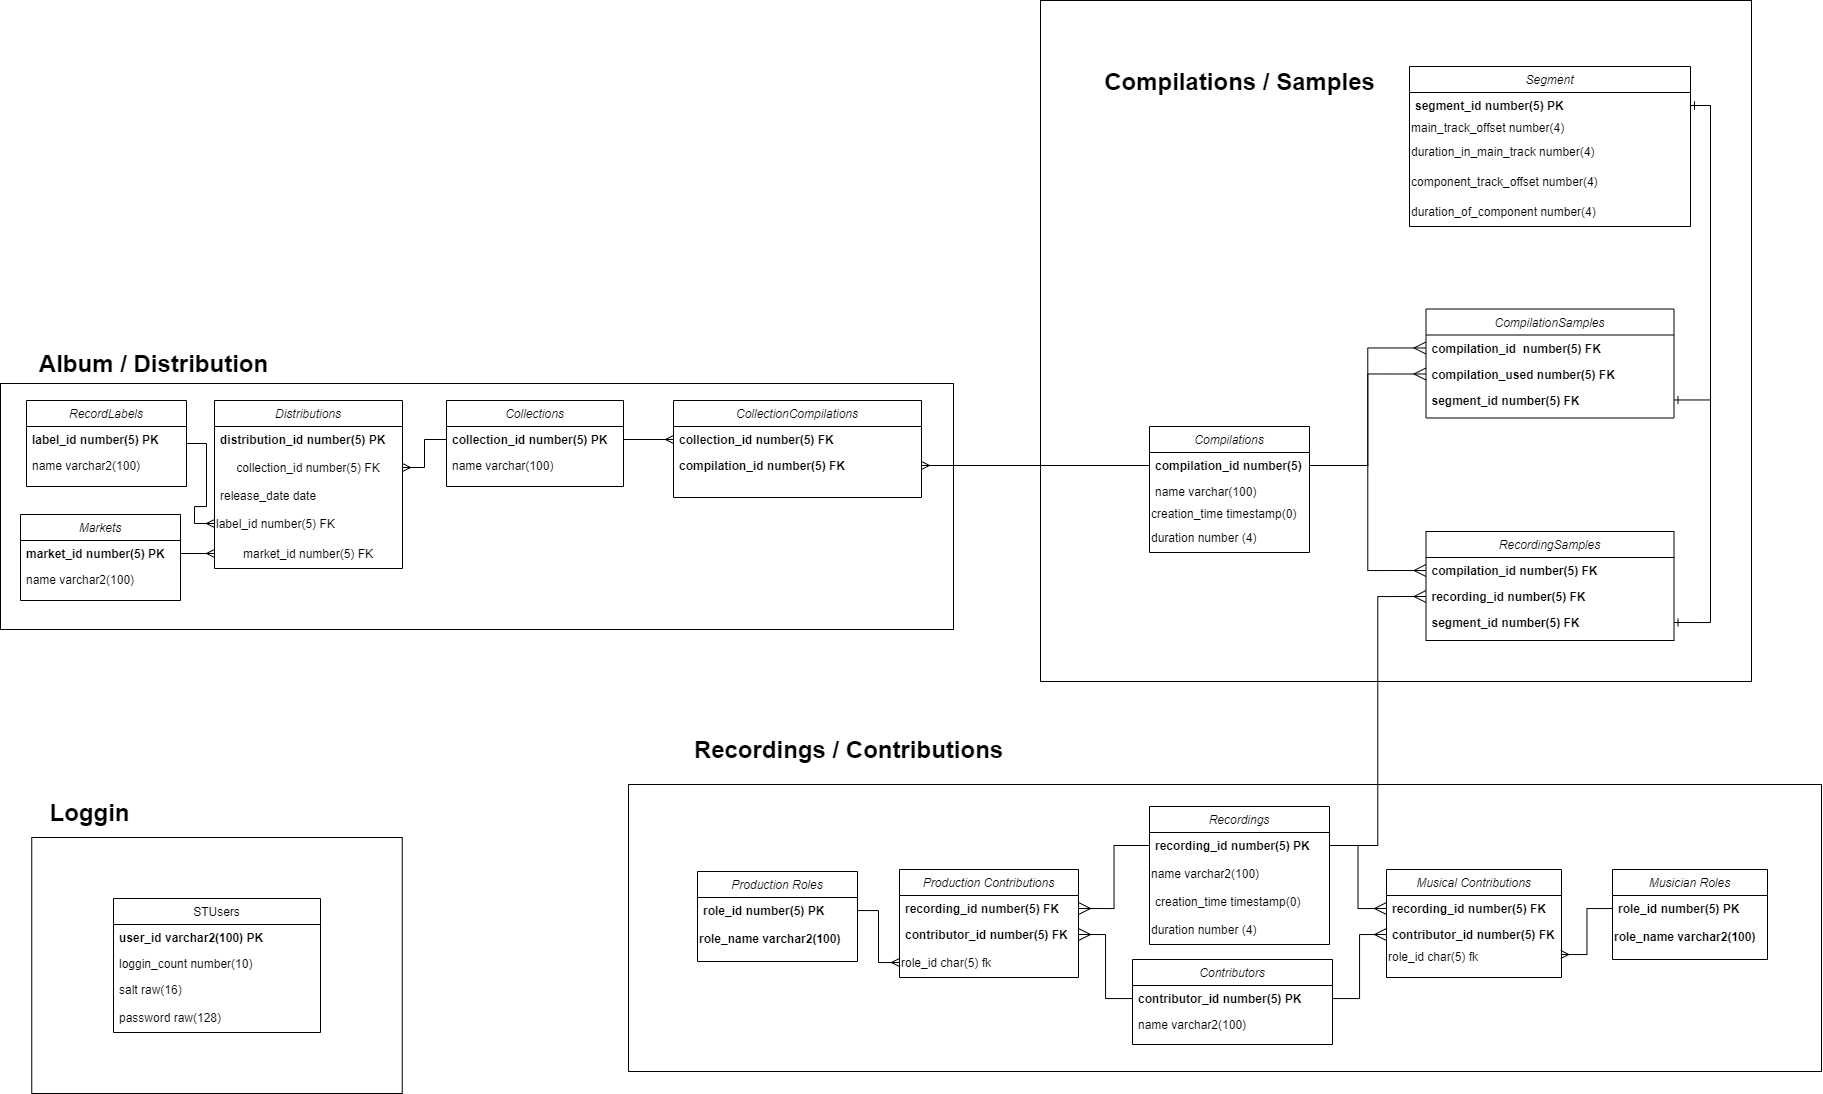 Compilations / Samples
Segment
segment_id number(5) PK
main_track_offset number(4)
duration_in_main_track number(4)
component_track_offset number(4)
duration_of_component number(4)
CompilationSamples
compilation_id  number(5) FK
compilation_used number(5) FK
segment_id number(5) FK
Compilations
compilation_id number(5)
name varchar(100)
creation_time timestamp(0)
duration number (4)
RecordingSamples
compilation_id number(5) FK
recording_id number(5) FK
segment_id number(5) FK
Album / Distribution
RecordLabels
label_id number(5) PK
name varchar2(100)
Markets
market_id number(5) PK
name varchar2(100)
Distributions
distribution_id number(5) PK
collection_id number(5) FK
release_date date
label_id number(5) FK
market_id number(5) FK
Collections
collection_id number(5) PK
name varchar(100)
CollectionCompilations
collection_id number(5) FK
compilation_id number(5) FK
Recordings / Contributions
Production Roles
role_id number(5) PK
role_name varchar2(100)
Production Contributions
recording_id number(5) FK
contributor_id number(5) FK
role_id char(5) fk
Recordings
recording_id number(5) PK
name varchar2(100)
creation_time timestamp(0)
duration number (4)
Contributors
contributor_id number(5) PK
name varchar2(100)
Musical Contributions
recording_id number(5) FK
contributor_id number(5) FK
role_id char(5) fk
Musician Roles
role_id number(5) PK
role_name varchar2(100)
Loggin
STUsers
user_id varchar2(100) PK
loggin_count number(10)
salt raw(16)
password raw(128)